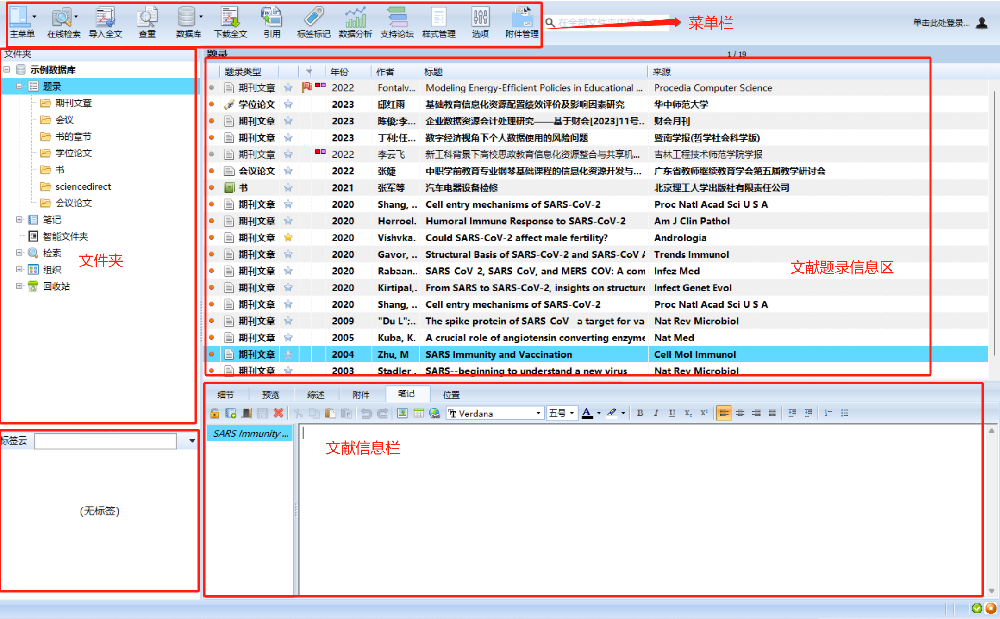 主菜单 在线检索 导入全文 查重 数据库 下载全文 引用 标签标记 数据分析 支持论坛 样式管理 选项 附件管理 在全部文件夹中检索 菜单栏 单击此处登录...
文件夹
示例数据库
题录
期刊文章
会议
书的章节
学位论文
书
sciencedirect
会议论文
笔记
智能文件夹
检索
组织
回收站
文件夹
标签云
(无标签)
题录 1 / 19
题录类型 年份 作者 标题 来源
期刊文章 2022 Fontalv... Modeling Energy-Efficient Policies in Educational ... Procedia Computer Science
学位论文 2023 邱红雨 基础教育信息化资源配置绩效评价及影响因素研究 华中师范大学
期刊文章 2023 陈俊;李... 企业数据资源会计处理研究——基于财会[2023]11号... 财会月刊
期刊文章 2023 丁利;任... 数字经济视角下个人数据使用的风险问题 暨南学报(哲学社会科学版)
期刊文章 2022 李云飞 新工科背景下高校思政教育信息化资源整合与共享机... 吉林工程技术师范学院学报
会议论文 2022 张婕 中职学前教育专业钢琴基础课程的信息化资源开发与... 广东省教师继续教育学会第五届教学研讨会
书 2021 张军等 汽车电器设备检修 北京理工大学出版社有限责任公司
期刊文章 2020 Shang, .. Cell entry mechanisms of SARS-CoV-2 Proc Natl Acad Sci U S A
期刊文章 2020 Herroel. Humoral Immune Response to SARS-CoV-2 Am J Clin Pathol
期刊文章 2020 Vishvka. Could SARS-CoV-2 affect male fertility? Andrologia
期刊文章 2020 Gavor, .. Structural Basis of SARS-CoV-2 and SARS-CoV A Trends Immunol
期刊文章 2020 Rabaan.. SARS-CoV-2, SARS-CoV, and MERS-COV: A com Infez Med
文献题录信息区
期刊文章 2020 Kirtipal,. From SARS to SARS-CoV-2, insights on structure Infect Genet Evol
期刊文章 2020 Shang, .. Cell entry mechanisms of SARS-CoV-2 Proc Natl Acad Sci U S A
期刊文章 2009 "Du L";.. The spike protein of SARS-CoV--a target for va Nat Rev Microbiol
期刊文章 2005 Kuba, K. A crucial role of angiotensin converting enzyme Nat Med
期刊文章 2004 Zhu, M SARS Immunity and Vaccination Cell Mol Immunol
期刊文章 2003 Stadler,. SARS--beginning to understand a new virus Nat Rev Microbiol
细节 预览 综述 附件 笔记 位置
Verdana 五号 A B I U X₂ X²
SARS Immunity ...
文献信息栏